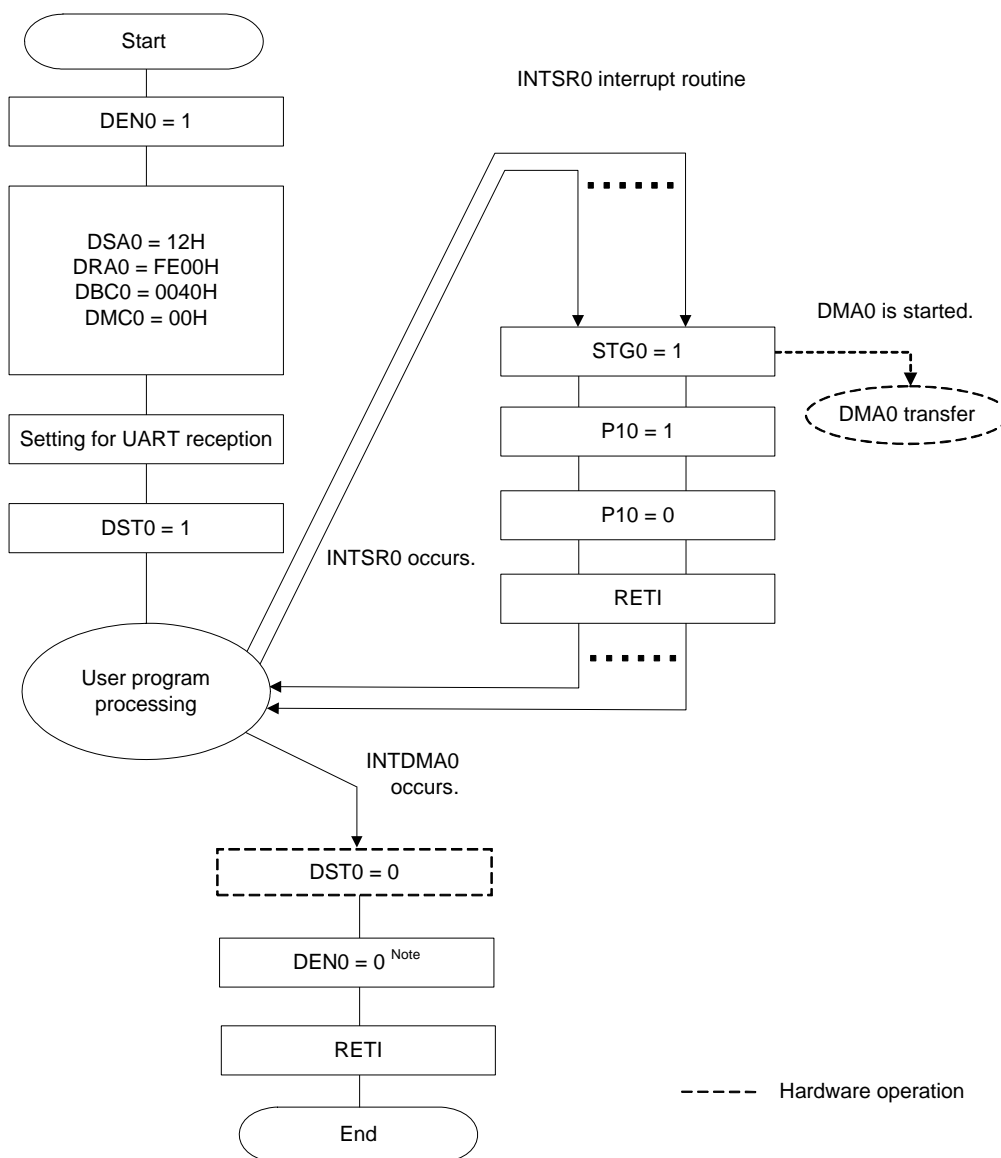 Start
DEN0 = 1
DSA0 = 12H
DRA0 = FE00H
DBC0 = 0040H
DMC0 = 00H
Setting for UART reception
DST0 = 1
User program
processing
INTSR0 occurs.
INTSR0 interrupt routine
STG0 = 1
P10 = 1
P10 = 0
RETI
DMA0 is started.
DMA0 transfer
INTDMA0
occurs.
DST0 = 0
DEN0 = 0 Note
RETI
End
Hardware operation